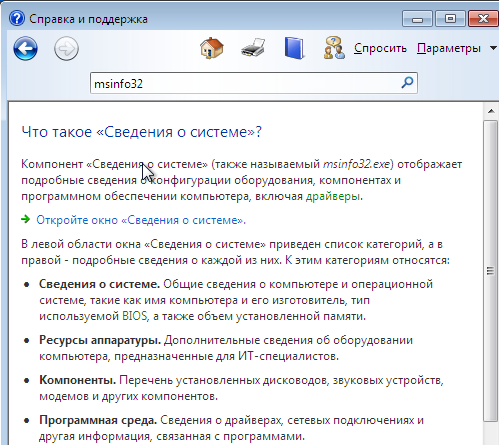 Справка и поддержка
Спросить Параметры
msinfo32
Что такое «Сведения о системе»?
Компонент «Сведения о системе» (также называемый msinfo32.exe) отображает
подробные сведения о конфигурации оборудования, компонентах и
программном обеспечении компьютера, включая драйверы.
Откройте окно «Сведения о системе».
В левой области окна «Сведения о системе» приведен список категорий, а в
правой - подробные сведения о каждой из них. К этим категориям относятся:
• Сведения о системе. Общие сведения о компьютере и операционной
системе, такие как имя компьютера и его изготовитель, тип
используемой BIOS, а также объем установленной памяти.
• Ресурсы аппаратуры. Дополнительные сведения об оборудовании
компьютера, предназначенные для ИТ-специалистов.
• Компоненты. Перечень установленных дисководов, звуковых устройств,
модемов и других компонентов.
• Программная среда. Сведения о драйверах, сетевых подключениях и
другая информация, связанная с программами.